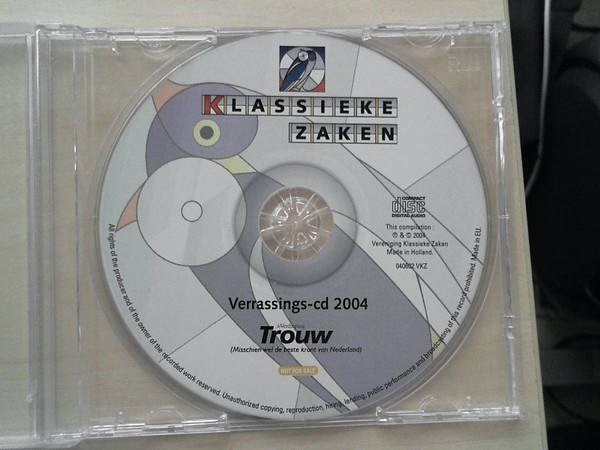 KLASSIEKE
ZAKEN
COMPACT
disc
DIGITAL AUDIO
This compilation :
℗ & © 2004
Vereniging Klassieke Zaken
Made in Holland.
040602 VKZ
Verrassings-cd 2004
Trouw
(Misschien wel de beste krant van Nederland)
NOT FOR SALE
All rights of the producer and of the owner of the recorded work reserved. Unauthorized copying, reproduction, hiring, lending, public performance and broadcasting of this record prohibited. Made in EU.